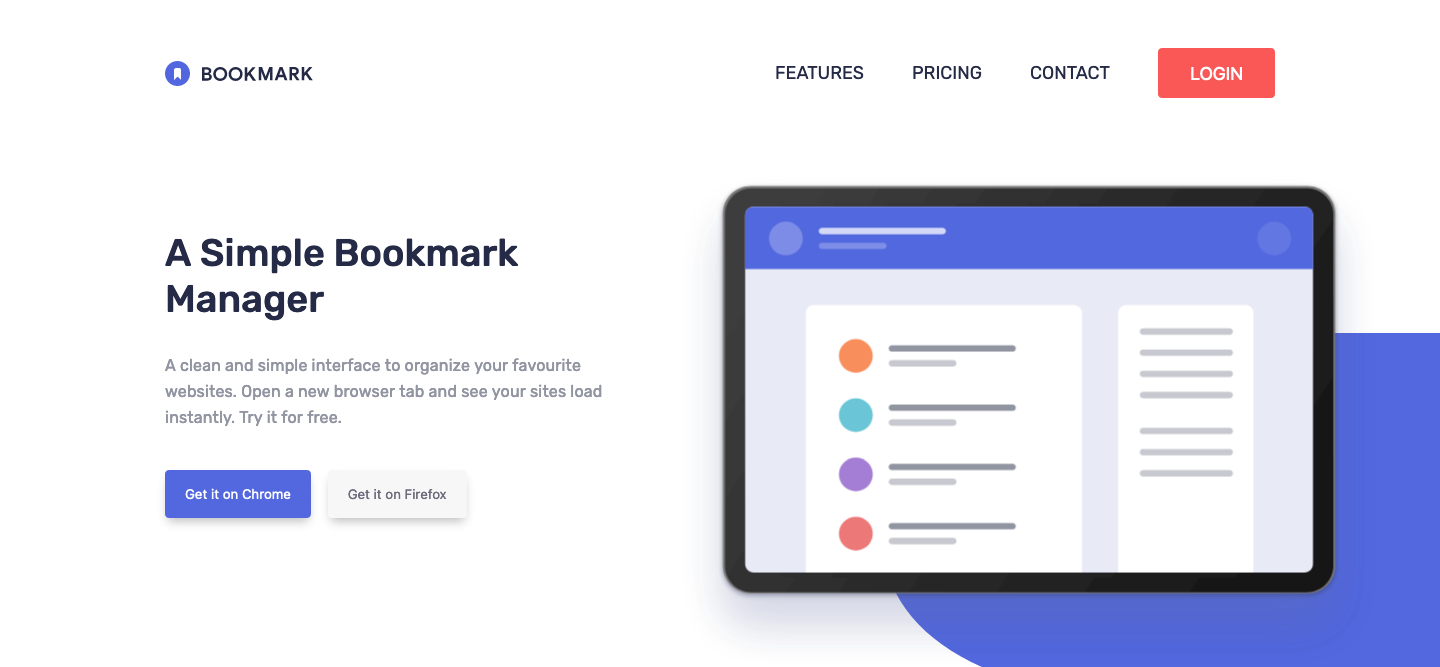 BOOKMARK
FEATURES
PRICING
CONTACT
LOGIN
A Simple Bookmark
Manager
A clean and simple interface to organize your favourite
websites. Open a new browser tab and see your sites load
instantly. Try it for free.
Get it on Chrome
Get it on Firefox